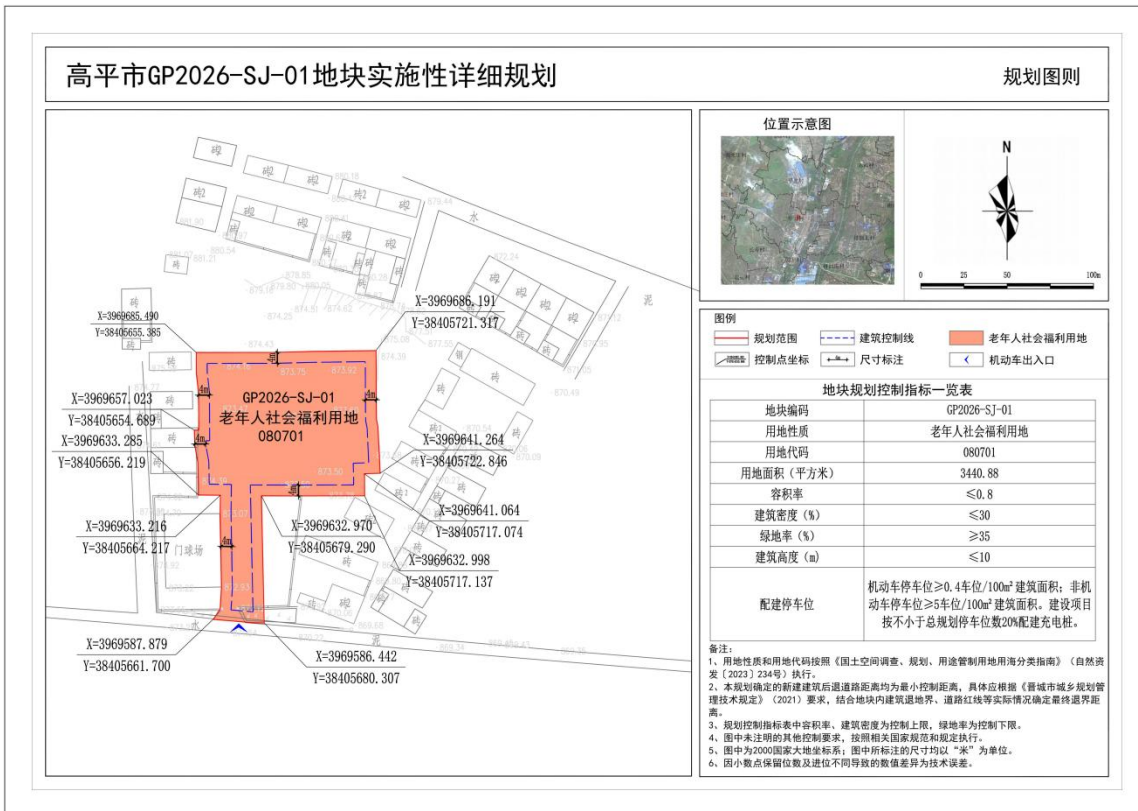 高平市GP2026-SJ-01地块实施性详细规划
规划图则
X=3969685.490
Y=38405655.385
X=3969686.191
Y=38405721.317
X=3969657.023
Y=38405654.689
X=3969633.285
Y=38405656.219
GP2026-SJ-01
老年人社会福利用地
080701
4m
4m
4m
4m
4m
4m
X=3969641.264
Y=38405722.846
X=3969641.064
Y=38405717.074
X=3969633.216
Y=38405664.217
X=3969632.970
Y=38405679.290
X=3969632.998
Y=38405717.137
门球场
X=3969587.879
Y=38405661.700
X=3969586.442
Y=38405680.307
水
泥
水
泥
位置示意图
N
0 25 50 100m
图例
规划范围
建筑控制线
老年人社会福利用地
控制点坐标
尺寸标注
机动车出入口
地块规划控制指标一览表
地块编码 GP2026-SJ-01
用地性质 老年人社会福利用地
用地代码 080701
用地面积（平方米） 3440.88
容积率 ≤0.8
建筑密度（%） ≤30
绿地率（%） ≥35
建筑高度（m） ≤10
配建停车位
机动车停车位≥0.4车位/100m²建筑面积；非机
动车停车位≥5车位/100m²建筑面积。建设项目
按不小于总规划停车位数20%配建充电桩。
备注：
1、用地性质和用地代码按照《国土空间调查、规划、用途管制用地用海分类指南》（自然资
发〔2023〕234号）执行。
2、本规划确定的新建建筑后退道路距离均为最小控制距离，具体应根据《晋城市城乡规划管
理技术规定》（2021）要求，结合地块内建筑退地界、道路红线等实际情况确定最终退界距
离。
3、规划控制指标表中容积率、建筑密度为控制上限，绿地率为控制下限。
4、图中未注明的其他控制要求，按照相关国家规范和规定执行。
5、图中为2000国家大地坐标系；图中所标注的尺寸均以“米”为单位。
6、因小数点保留位数及进位不同导致的数值差异为技术误差。